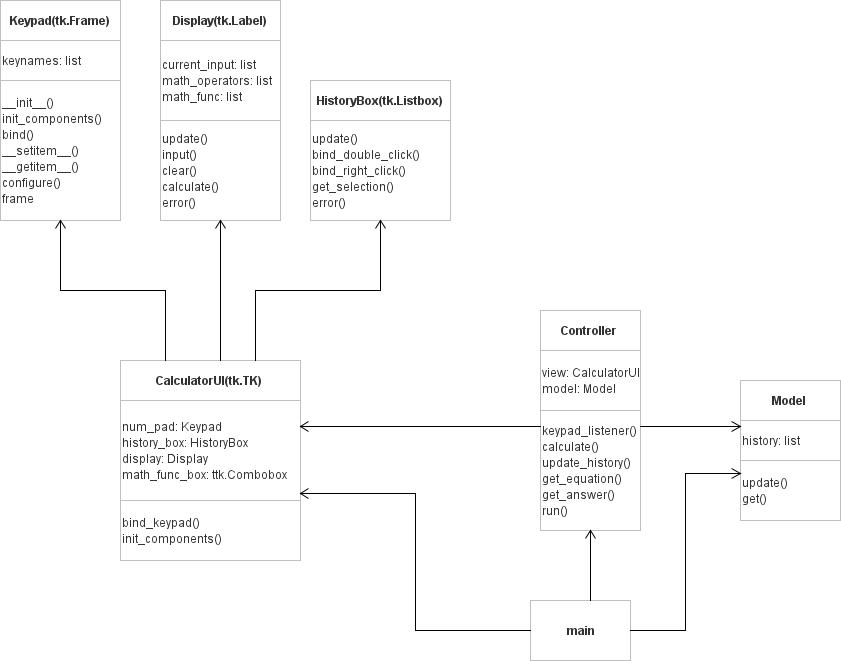 Keypad(tk.Frame)
keynames: list
__init__()
init_components()
bind()
__setitem__()
__getitem__()
configure()
frame
Display(tk.Label)
current_input: list
math_operators: list
math_func: list
update()
input()
clear()
calculate()
error()
HistoryBox(tk.Listbox)
update()
bind_double_click()
bind_right_click()
get_selection()
error()
CalculatorUI(tk.TK)
num_pad: Keypad
history_box: HistoryBox
display: Display
math_func_box: ttk.Combobox
bind_keypad()
init_components()
Controller
view: CalculatorUI
model: Model
keypad_listener()
calculate()
update_history()
get_equation()
get_answer()
run()
Model
history: list
update()
get()
main